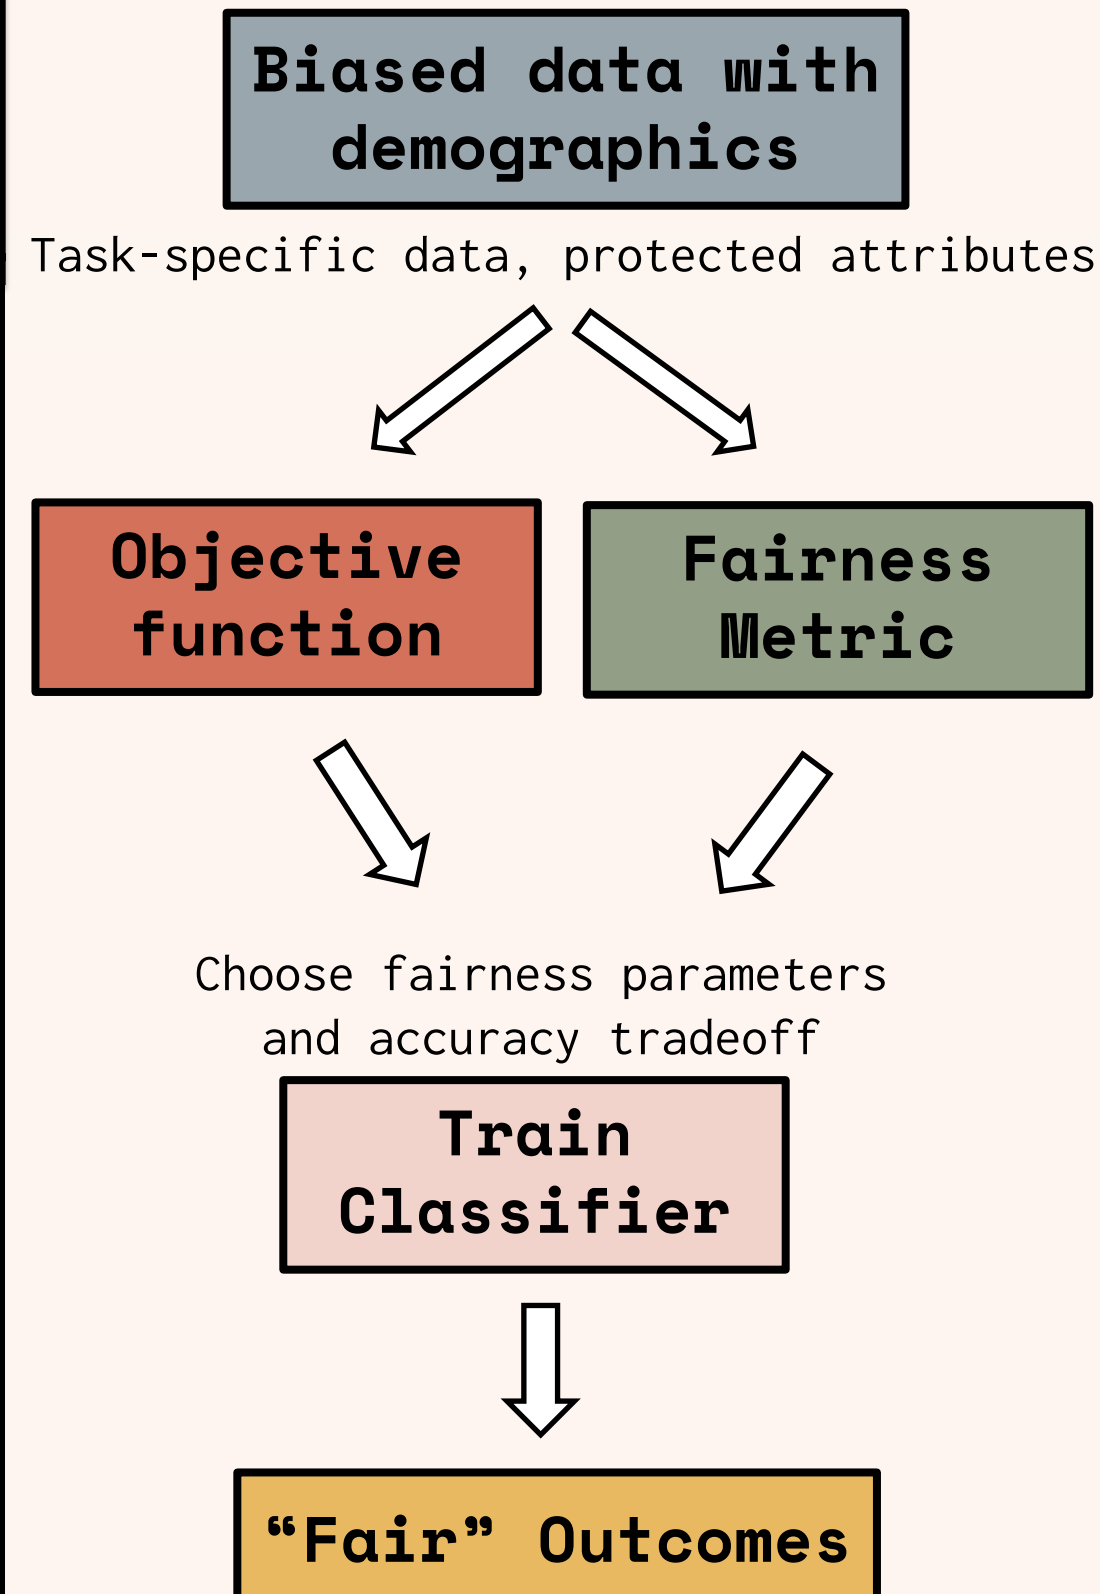 Biased data with
demographics
Task-specific data, protected attributes
Objective
function
Fairness
Metric
Choose fairness parameters
and accuracy tradeoff
Train
Classifier
“Fair” Outcomes